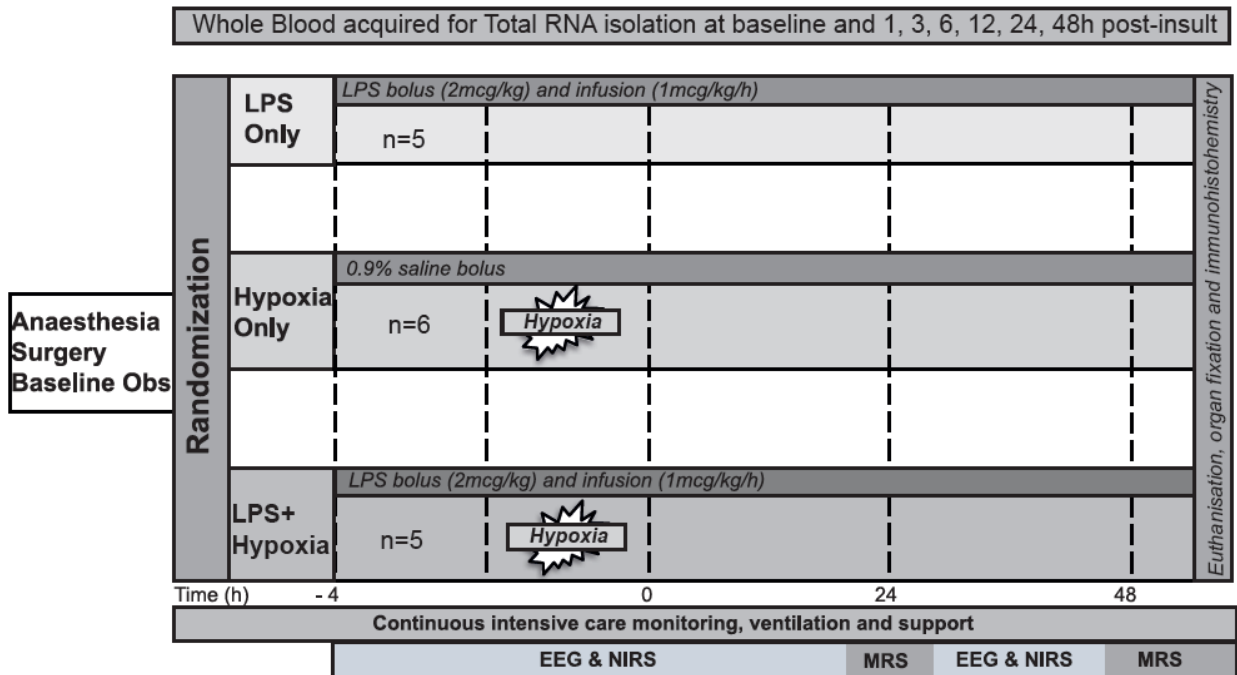 Whole Blood acquired for Total RNA isolation at baseline and 1, 3, 6, 12, 24, 48h post-insult
Anaesthesia
Surgery
Baseline Obs
Randomization
LPS
Only
LPS bolus (2mcg/kg) and infusion (1mcg/kg/h)
n=5
Hypoxia
Only
0.9% saline bolus
n=6
Hypoxia
LPS+
Hypoxia
LPS bolus (2mcg/kg) and infusion (1mcg/kg/h)
n=5
Hypoxia
Euthanisation, organ fixation and immunohistohemistry
Time (h) - 4 0 24 48
Continuous intensive care monitoring, ventilation and support
EEG & NIRS MRS EEG & NIRS MRS